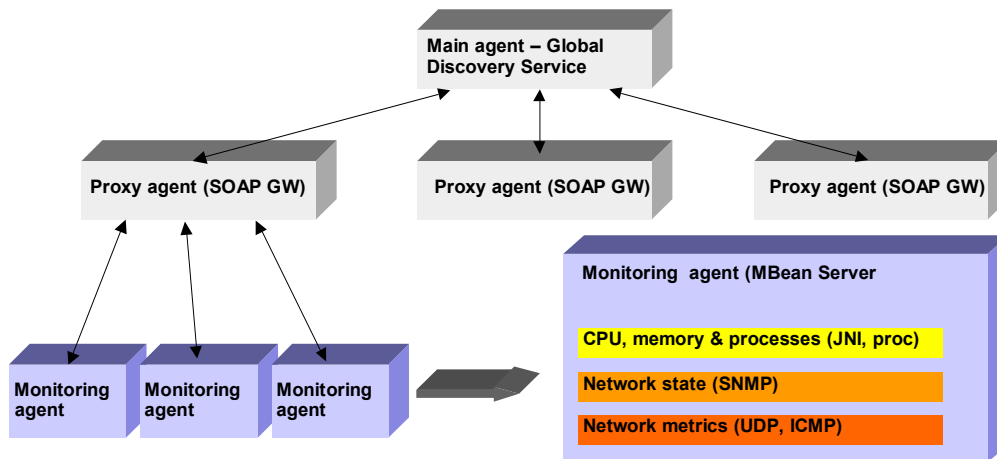 Main agent – Global
Discovery Service
Proxy agent (SOAP GW)
Proxy agent (SOAP GW)
Proxy agent (SOAP GW)
Monitoring agent (MBean Server
CPU, memory & processes (JNI, proc)
Network state (SNMP)
Network metrics (UDP, ICMP)
Monitoring
agent
Monitoring
agent
Monitoring
agent